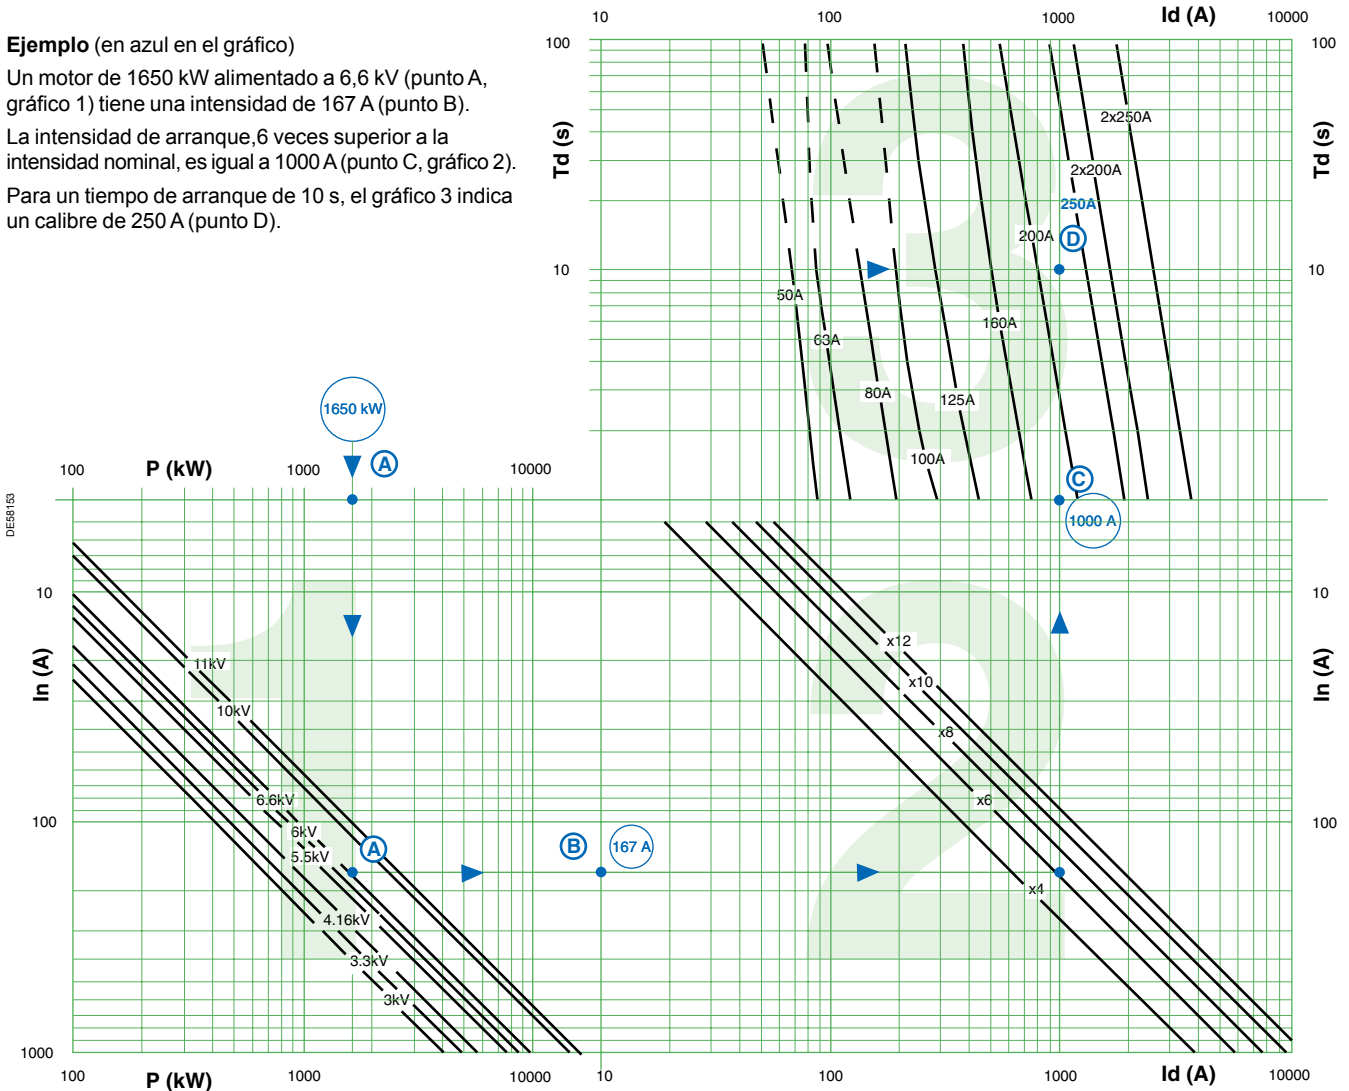 Ejemplo (en azul en el gráfico)
Un motor de 1650 kW alimentado a 6,6 kV (punto A,
gráfico 1) tiene una intensidad de 167 A (punto B).
La intensidad de arranque,6 veces superior a la
intensidad nominal, es igual a 1000 A (punto C, gráfico 2).
Para un tiempo de arranque de 10 s, el gráfico 3 indica
un calibre de 250 A (punto D).
10 100 1000 Id (A) 10000
100 100
Td (s) Td (s)
2x250A
2x200A
250A
200A D
10 10
50A
160A
63A
80A
125A
100A
3
1650 kW
A
100 P (kW) 1000 10000
C
1000 A
DE58153
10 10
1 2
x12
11kV
In (A) In (A)
x10
10kV
x8
6.6kV
x6
100 100
6kV
5.5kV
A
B 167 A
x4
4.16kV
3.3kV
3kV
1000
100 P (kW) 1000 10000 10 100 1000 Id (A) 10000